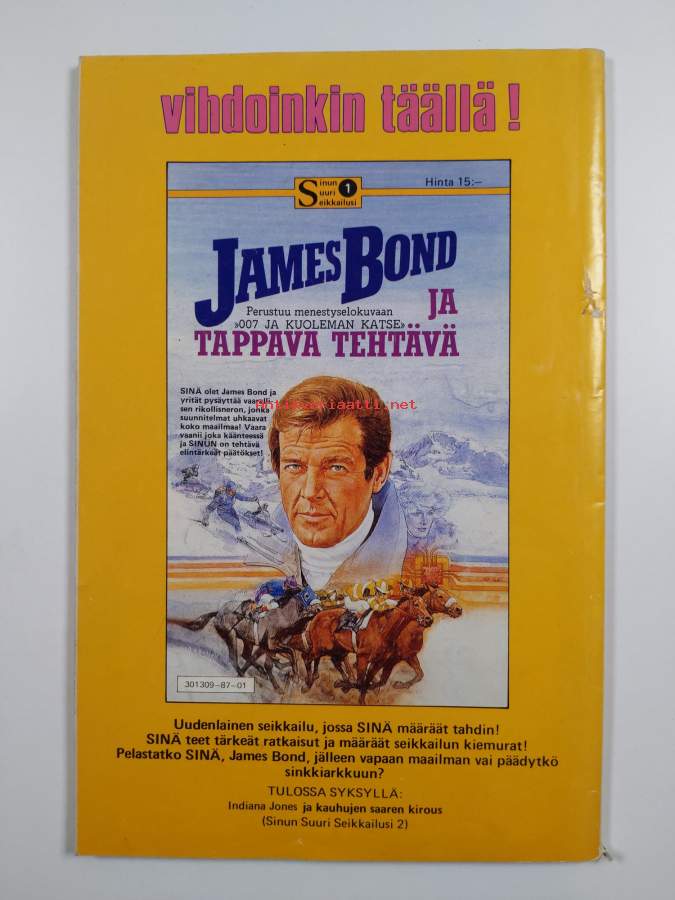 vihdoinkin täällä!
Sinun
Suuri 1
Seikkailusi
Hinta 15:–
JAMES BOND
Perustuu menestyselokuvaan
»007 JA KUOLEMAN KATSE»
JA
TAPPAVA TEHTÄVÄ
SINÄ olet James Bond ja
yrität pysäyttää vaaralli-
sen rikollisneron, jonka
suunnitelmat uhkaavat
koko maailmaa! Vaara
vaanii joka käänteessä
ja SINUN on tehtävä
elintärkeät päätökset!
Antikvariaatti.net
301309–87–01
Uudenlainen seikkailu, jossa SINÄ määräät tahdin!
SINÄ teet tärkeät ratkaisut ja määräät seikkailun kiemurat!
Pelastatko SINÄ, James Bond, jälleen vapaan maailman vai päädytkö
sinkkiarkkuun?
TULOSSA SYKSYLLÄ:
Indiana Jones ja kauhujen saaren kirous
(Sinun Suuri Seikkailusi 2)